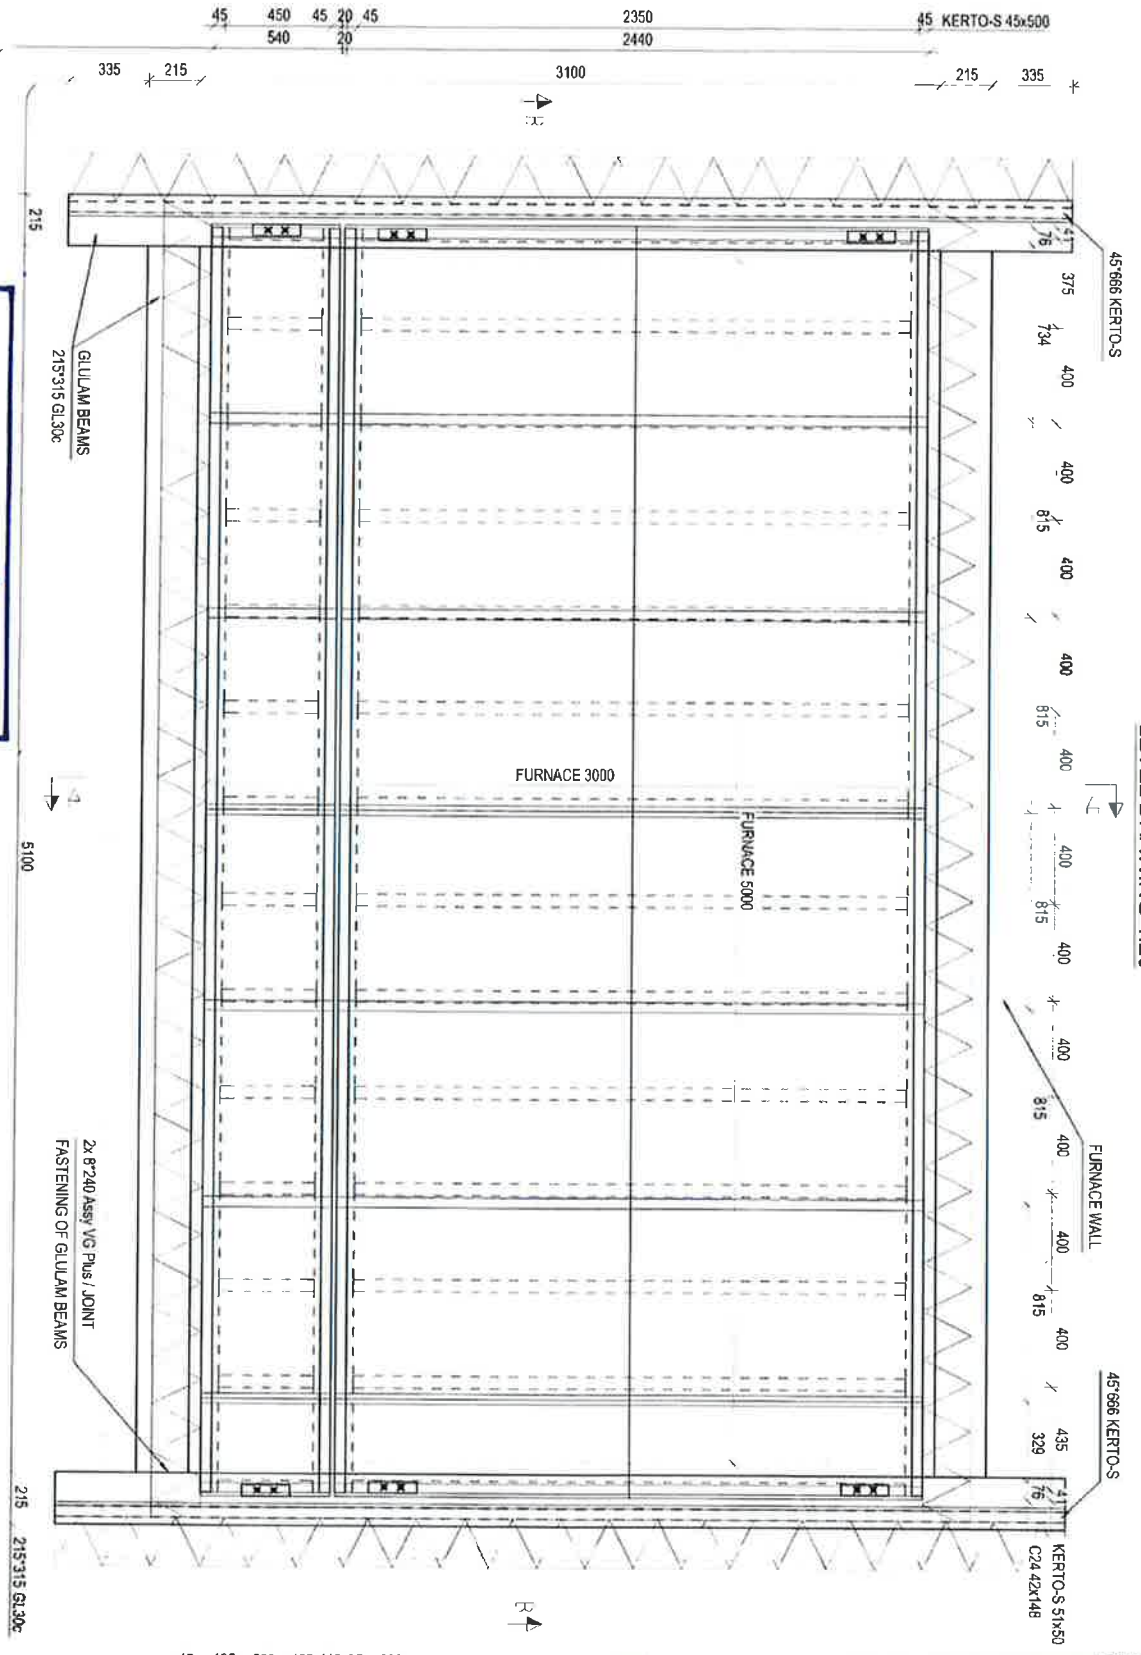 45 450 45 20 45 2350 45 KERTO-S 45x500
540 20 2440
335 215 3100 215 335
45*666 KERTO-S
41
76
375
734
400
400
815
400
400
815
400
400
815
400
400
815
400
400
815
400
435
329
41
76
215
GLULAM BEAMS
215*315 GL30c
FURNACE 3000
FURNACE 5000
FURNACE WALL
5100
2x 8*240 Assy VG Plus / JOINT
FASTENING OF GLULAM BEAMS
45*666 KERTO-S
KERTO-S 51x50
C24 42x148
215
215*315 GL30c
B